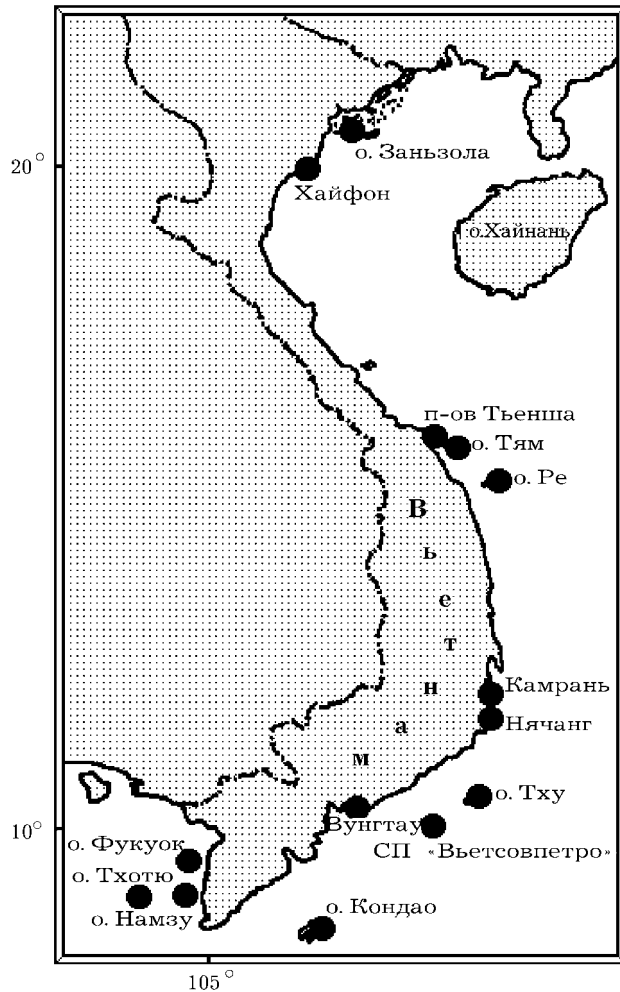 о. Заньзола
20°
Хайфон
о.Хайнань
п-ов Тьенша
о. Тям
о. Ре
В
ь
е
т
н
а
м
Камрань
Нячанг
о. Тху
Вунгтау
10°
СП «Вьетсовпетро»
о. Фукуок
о. Тхотю
о. Намзу
о. Кондао
105°